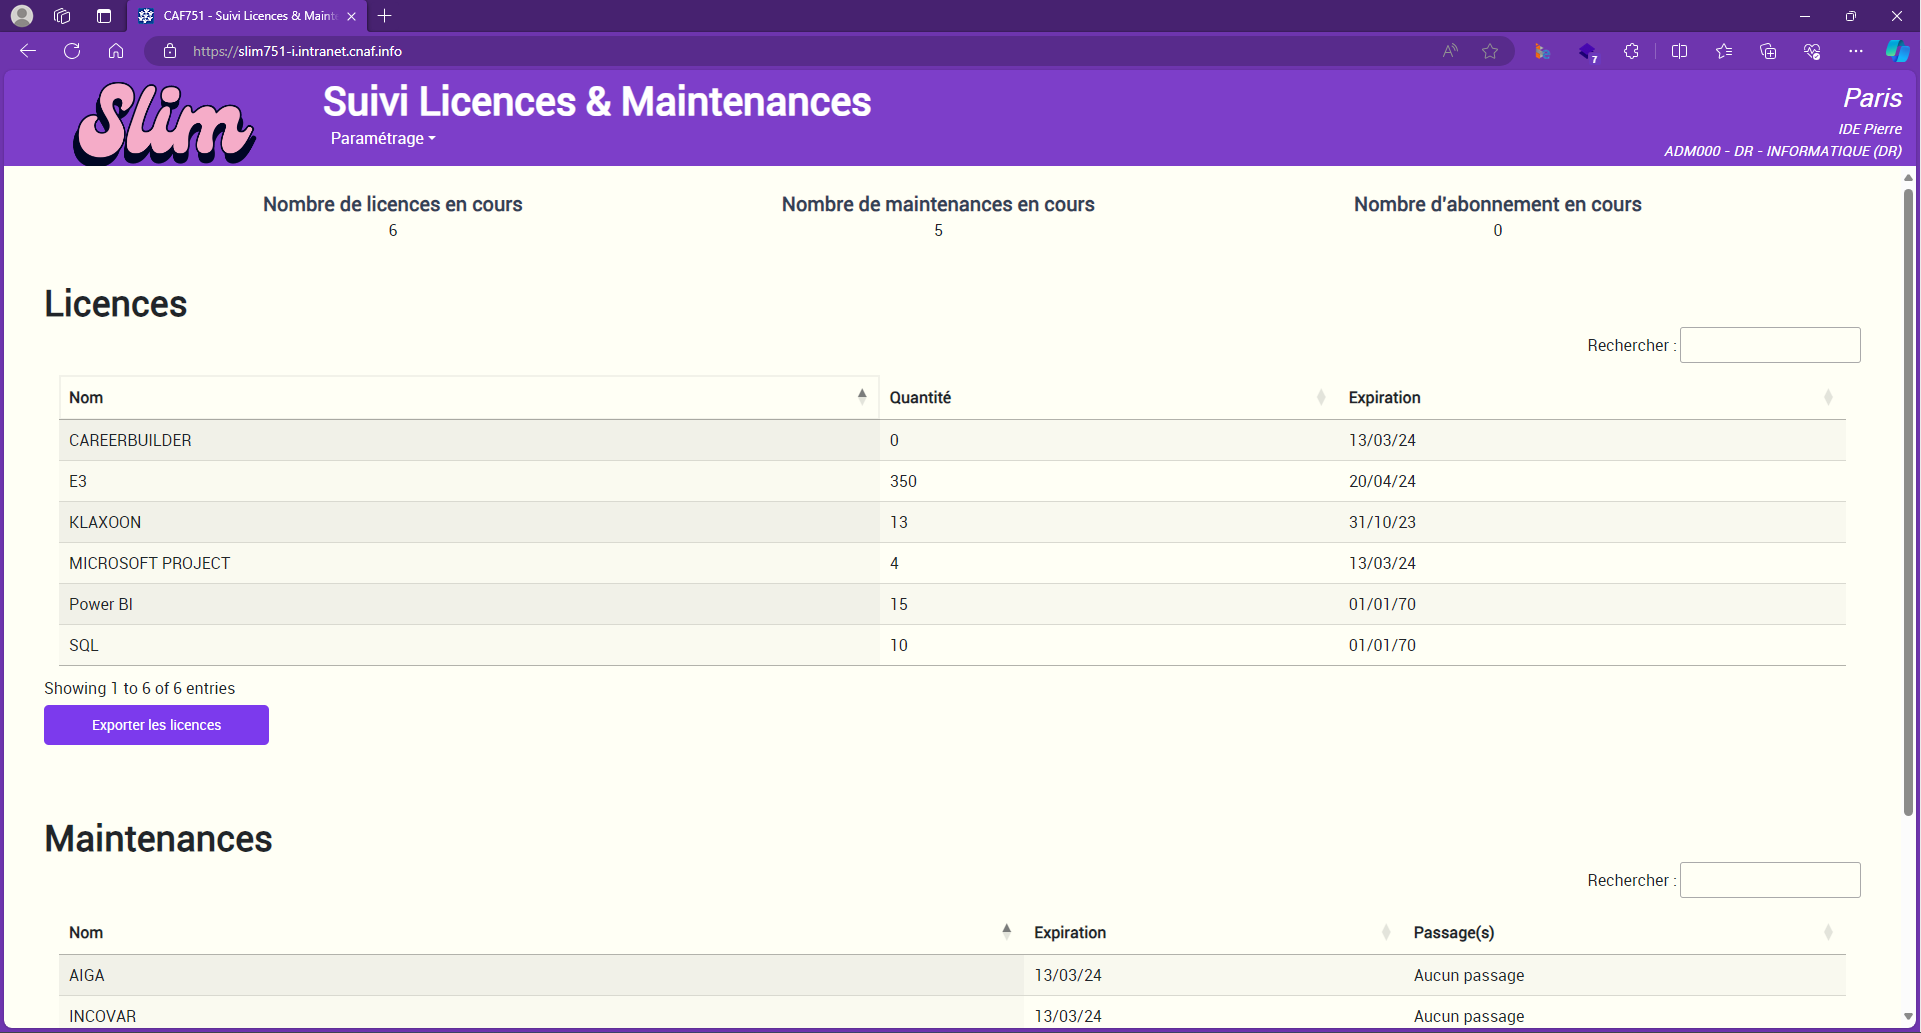 CAF751 - Suivi Licences & Maint
https://slim751-i.intranet.cnaf.info
7
Slim
Suivi Licences & Maintenances
Paramétrage
Paris
IDE Pierre
ADM000 - DR - INFORMATIQUE (DR)
Nombre de licences en cours
6
Nombre de maintenances en cours
5
Nombre d'abonnement en cours
0
Licences
Rechercher :
Nom Quantité Expiration
CAREERBUILDER 0 13/03/24
E3 350 20/04/24
KLAXOON 13 31/10/23
MICROSOFT PROJECT 4 13/03/24
Power BI 15 01/01/70
SQL 10 01/01/70
Showing 1 to 6 of 6 entries
Exporter les licences
Maintenances
Rechercher :
Nom Expiration Passage(s)
AIGA 13/03/24 Aucun passage
INCOVAR 13/03/24 Aucun passage